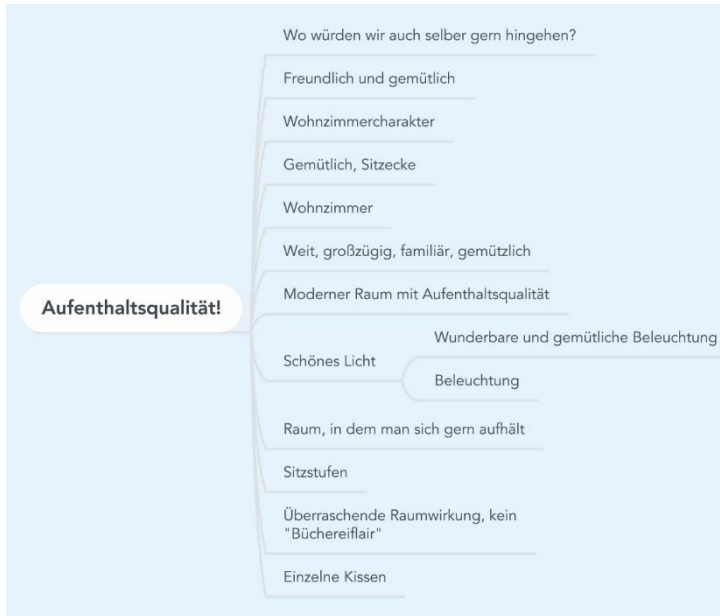 Wo würden wir auch selber gern hingehen?
Freundlich und gemütlich
Wohnzimmercharakter
Gemütlich, Sitzecke
Wohnzimmer
Weit, großzügig, familiär, gemützlich
Aufenthaltsqualität!
Moderner Raum mit Aufenthaltsqualität
Schönes Licht
Wunderbare und gemütliche Beleuchtung
Beleuchtung
Raum, in dem man sich gern aufhält
Sitzstufen
Überraschende Raumwirkung, kein
"Büchereiflair"
Einzelne Kissen